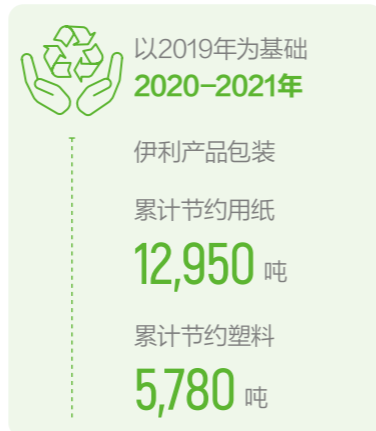 以2019年为基础
2020-2021年
伊利产品包装
累计节约用纸
12,950 吨
累计节约塑料
5,780 吨